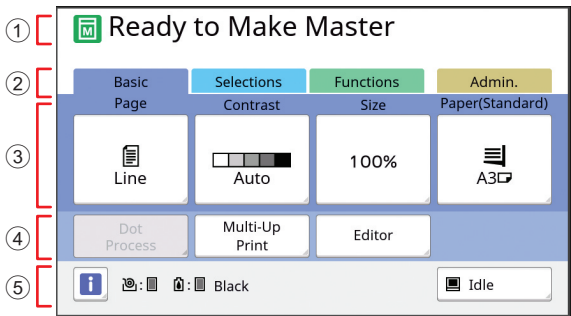 ① Ready to Make Master
② Basic Selections Functions Admin.
Page Contrast Size Paper(Standard)
③ Line Auto 100% A3
④ Dot Process Multi-Up Print Editor
⑤ i : : Black Idle